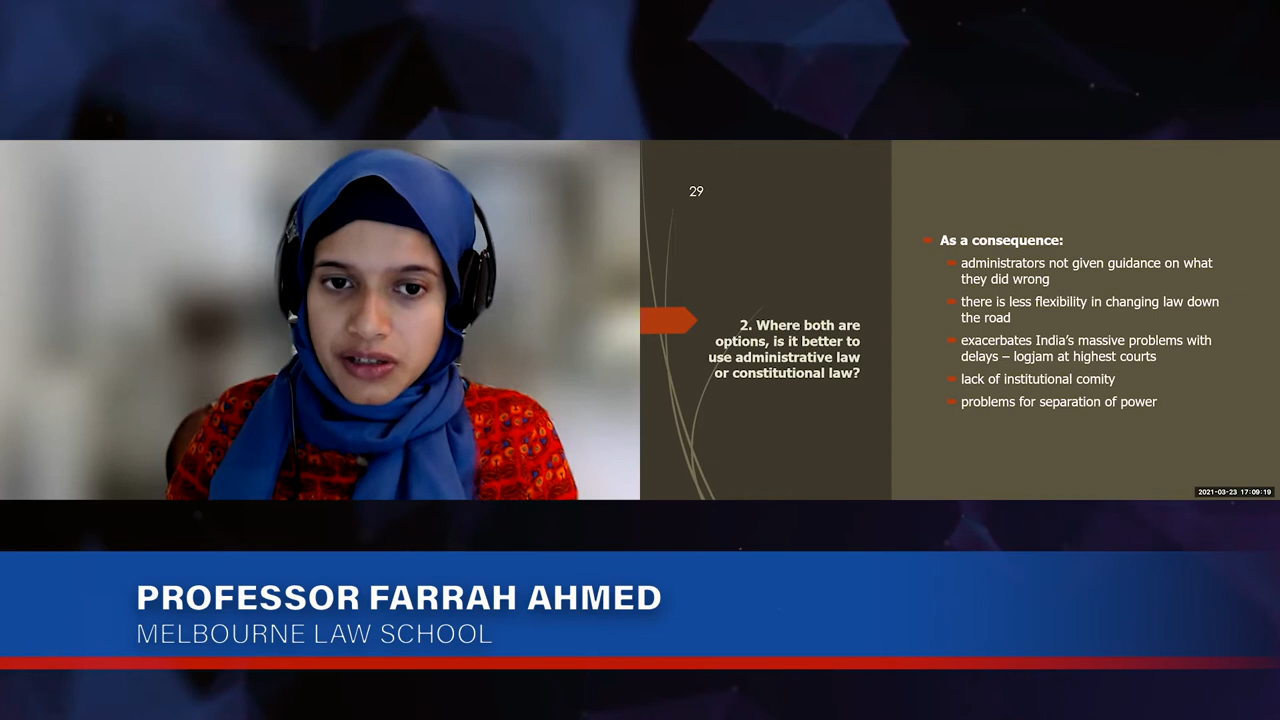 29
2. Where both are
options, is it better to
use administrative law
or constitutional law?
As a consequence:
administrators not given guidance on what
they did wrong
there is less flexibility in changing law down
the road
exacerbates India's massive problems with
delays – logjam at highest courts
lack of institutional comity
problems for separation of power
2021-03-23 17:09:19
PROFESSOR FARRAH AHMED
MELBOURNE LAW SCHOOL